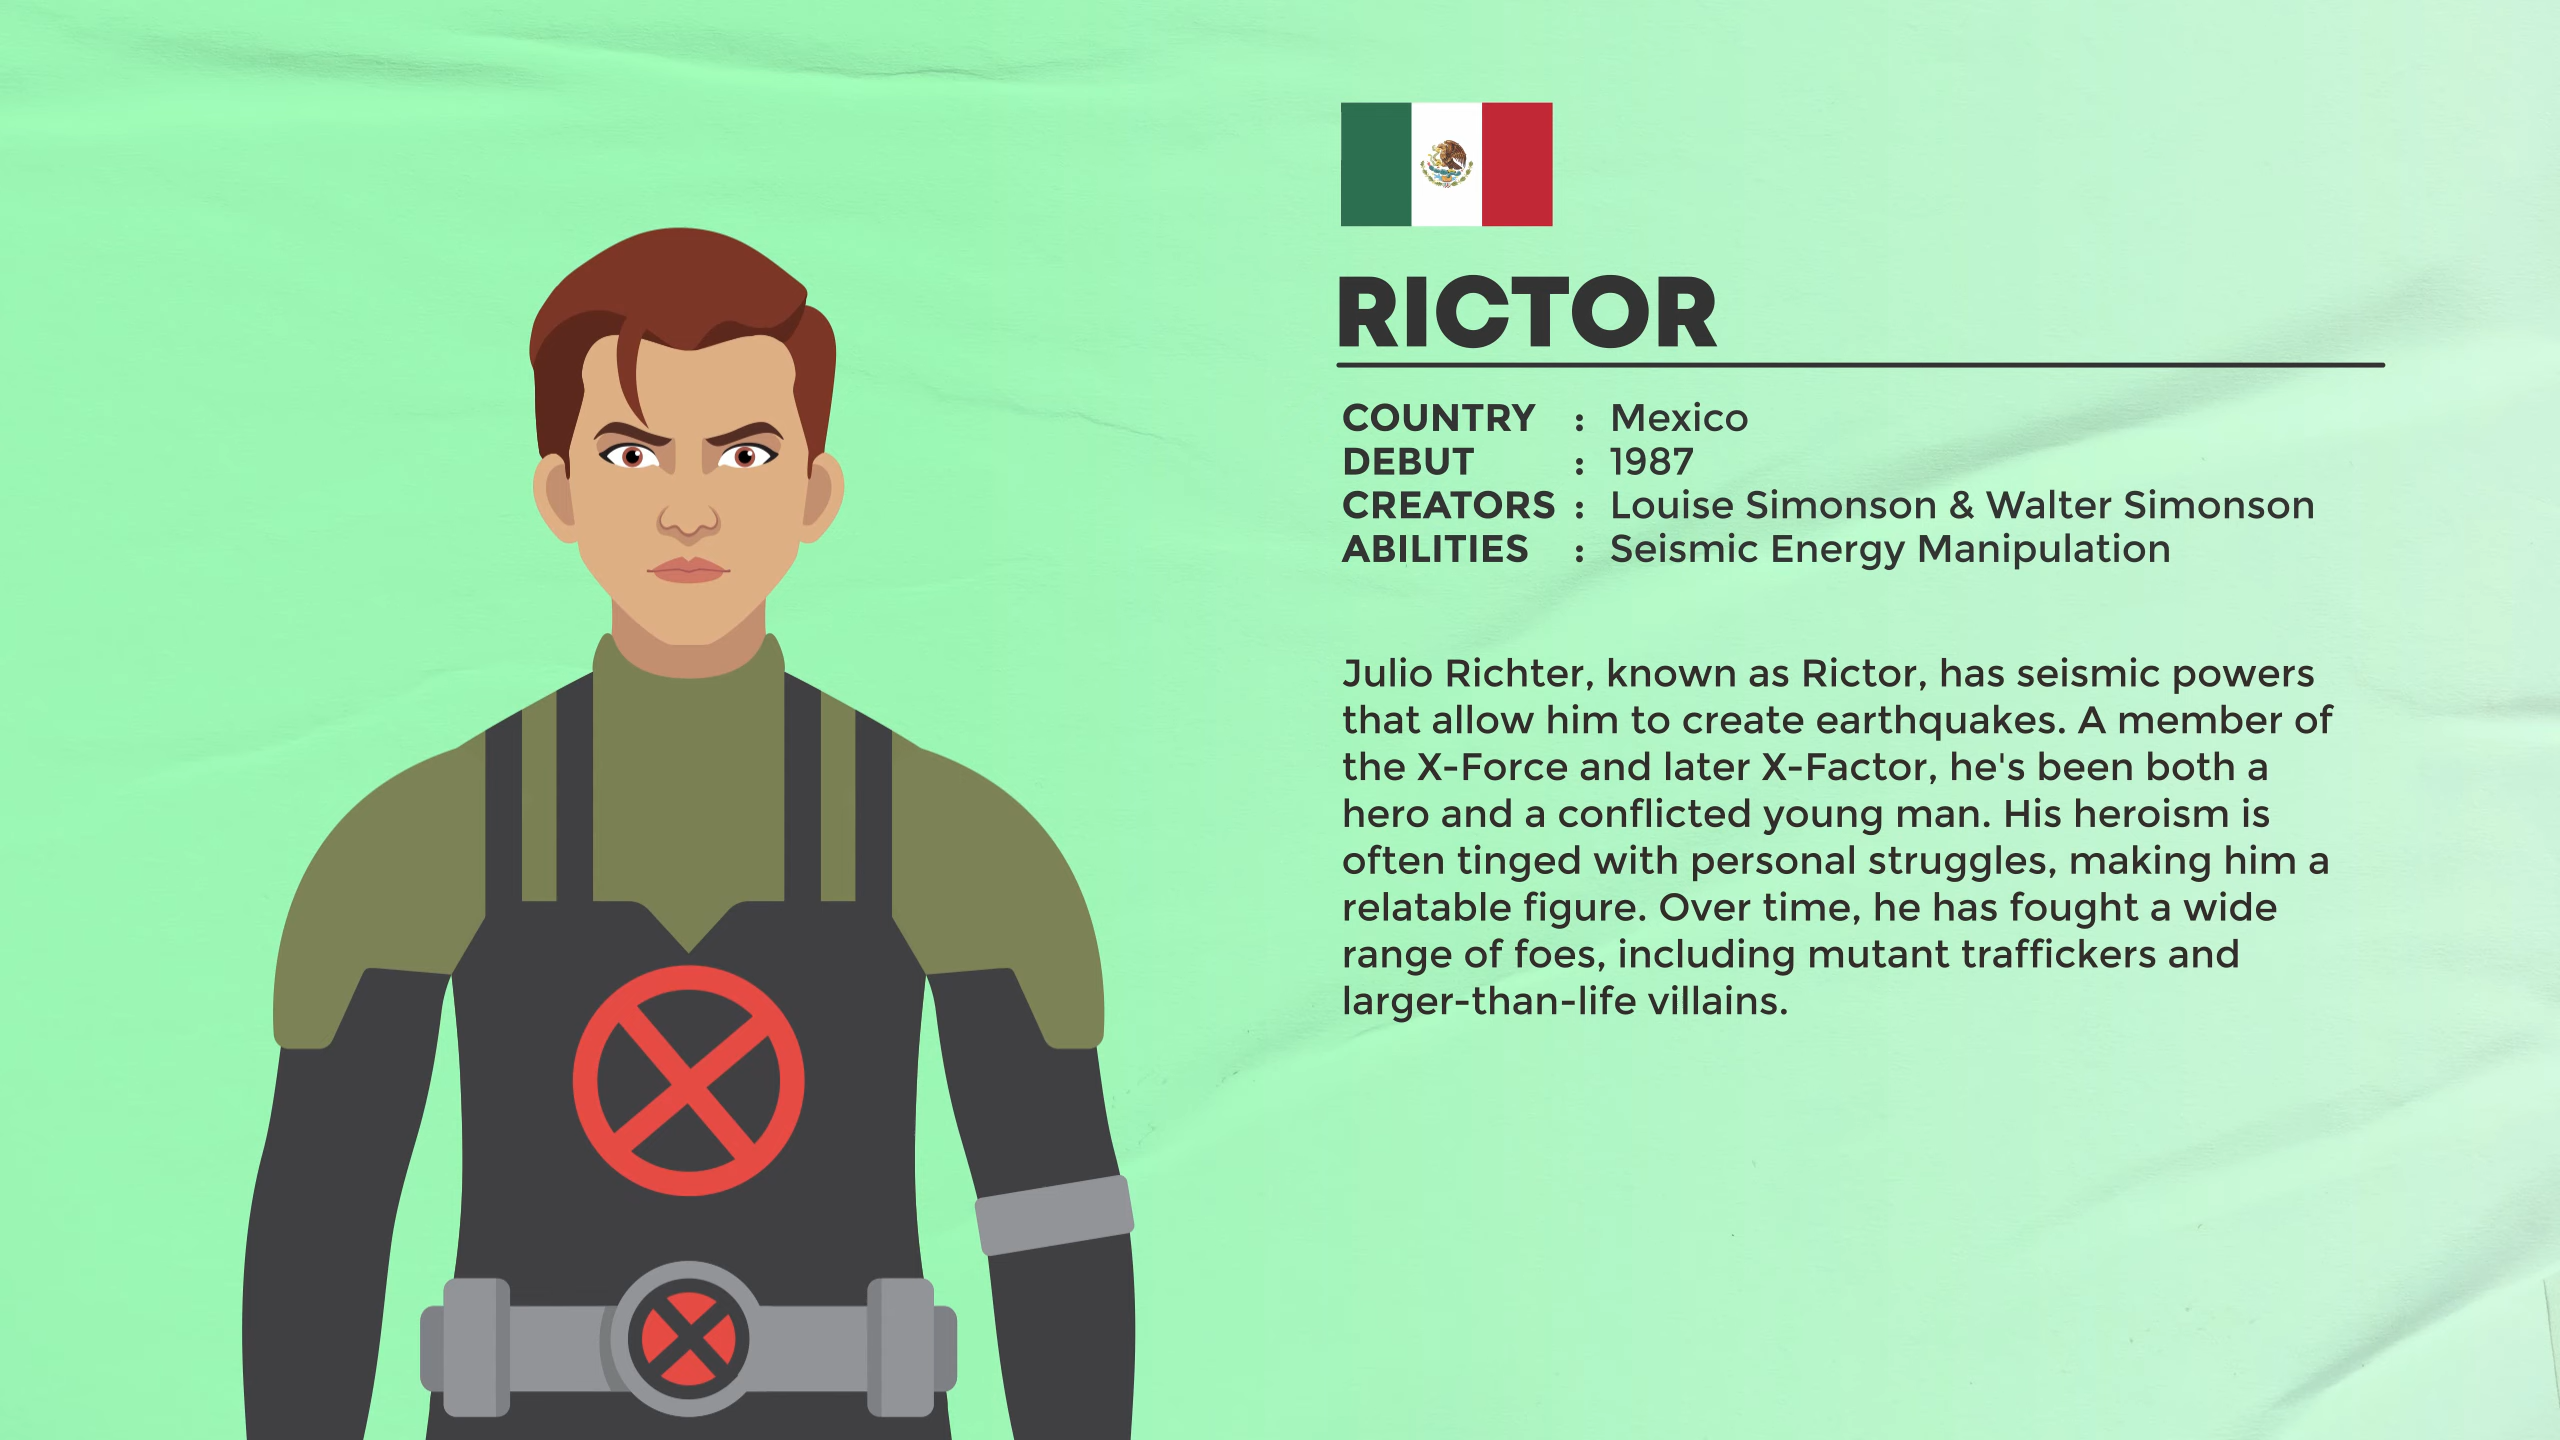 RICTOR
COUNTRY : Mexico
DEBUT : 1987
CREATORS : Louise Simonson & Walter Simonson
ABILITIES : Seismic Energy Manipulation
Julio Richter, known as Rictor, has seismic powers
that allow him to create earthquakes. A member of
the X-Force and later X-Factor, he's been both a
hero and a conflicted young man. His heroism is
often tinged with personal struggles, making him a
relatable figure. Over time, he has fought a wide
range of foes, including mutant traffickers and
larger-than-life villains.